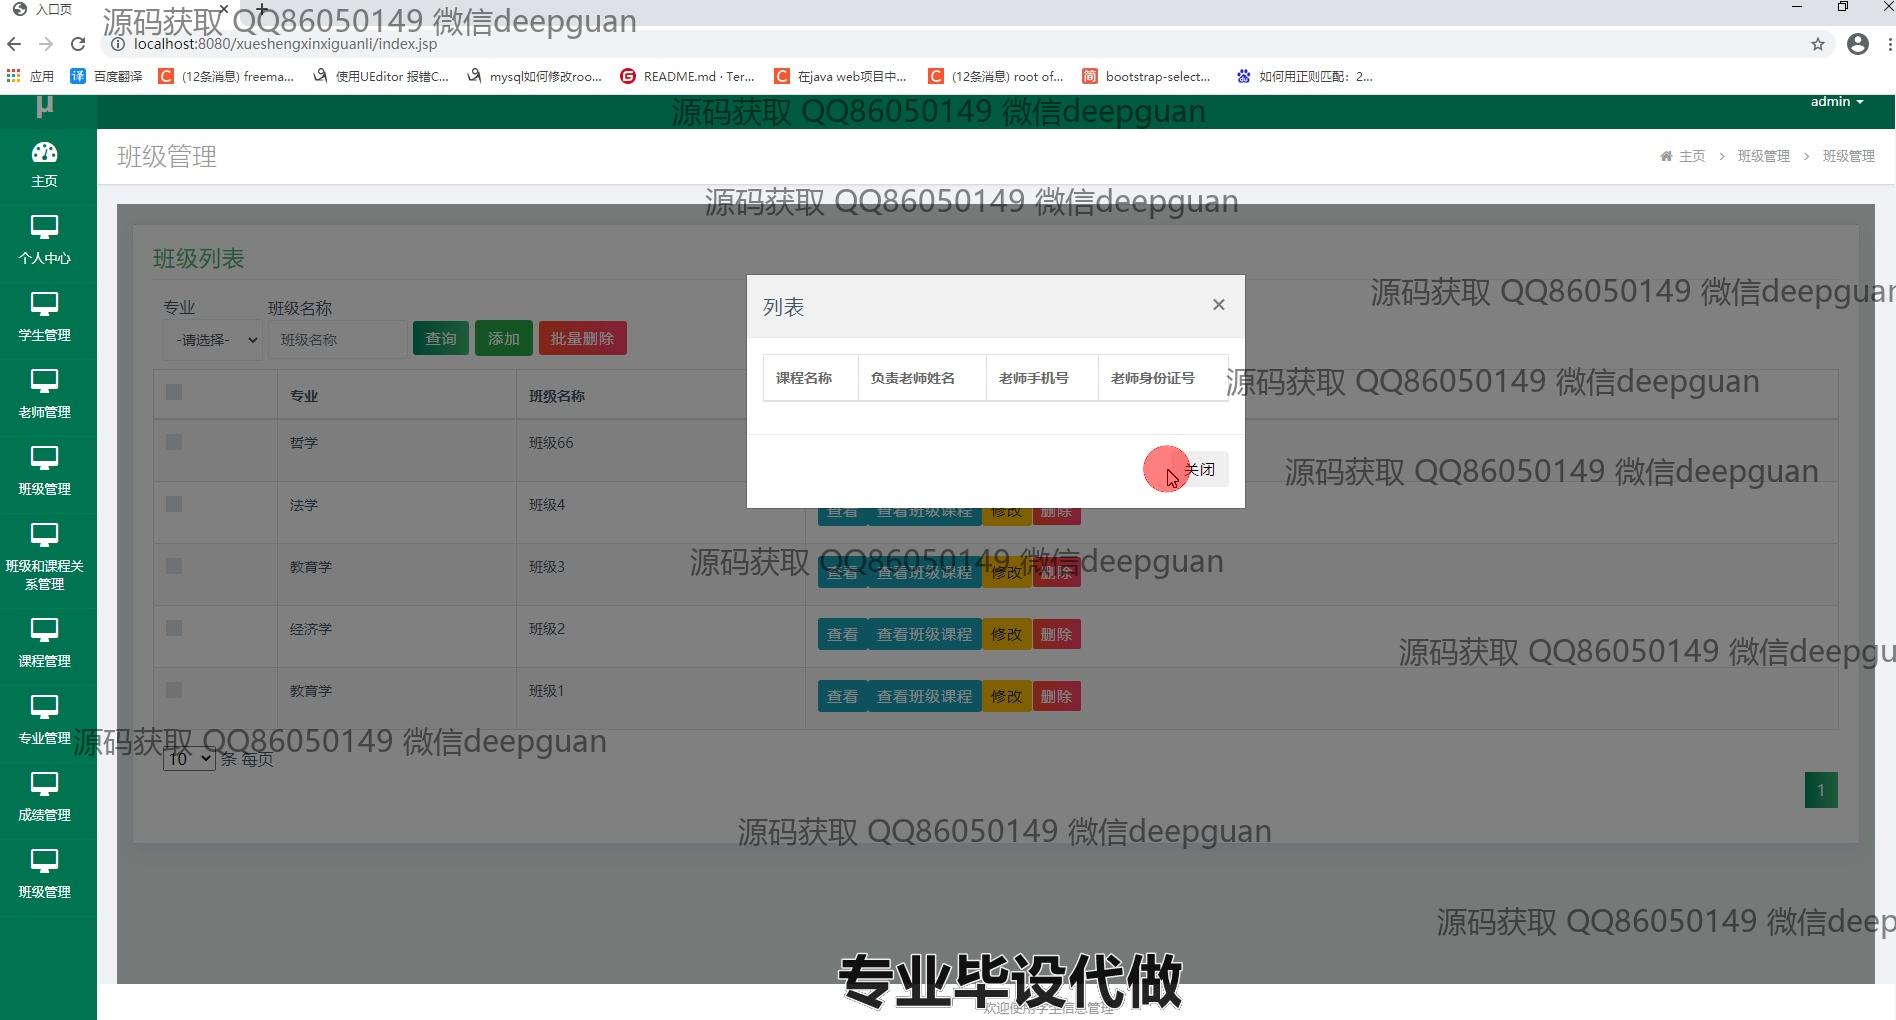 入口页
源码获取 QQ86050149 微信deepguan
localhost:8080/xueshengxinxiguanli/index.jsp
应用 百度翻译 (12条消息) freema... 使用UEditor 报错C... mysql如何修改roo... README.md · Ter... 在java web项目中... (12条消息) root of... bootstrap-select... 如何用正则匹配：2...
μ
源码获取 QQ86050149 微信deepguan
admin
班级管理
主页 > 班级管理 > 班级管理
主页
源码获取 QQ86050149 微信deepguan
个人中心
学生管理
老师管理
班级管理
班级和课程关
系管理
课程管理
专业管理
成绩管理
班级管理
班级列表
源码获取 QQ86050149 微信deepguan
专业 班级名称
-请选择- 班级名称 查询 添加 批量删除
列表 ×
课程名称 负责老师姓名 老师手机号 老师身份证号
关闭
源码获取 QQ86050149 微信deepguan
专业 班级名称
哲学 班级66
源码获取 QQ86050149 微信deepguan
法学 班级4 查看 查看班级课程 修改 删除
源码获取 QQ86050149 微信deepguan
教育学 班级3 查看 查看班级课程 修改 删除
经济学 班级2 查看 查看班级课程 修改 删除
源码获取 QQ86050149 微信deepgu
教育学 班级1 查看 查看班级课程 修改 删除
源码获取 QQ86050149 微信deepguan
10 条 每页
1
源码获取 QQ86050149 微信deepguan
源码获取 QQ86050149 微信deep
专业毕设代做
欢迎使用学生信息管理